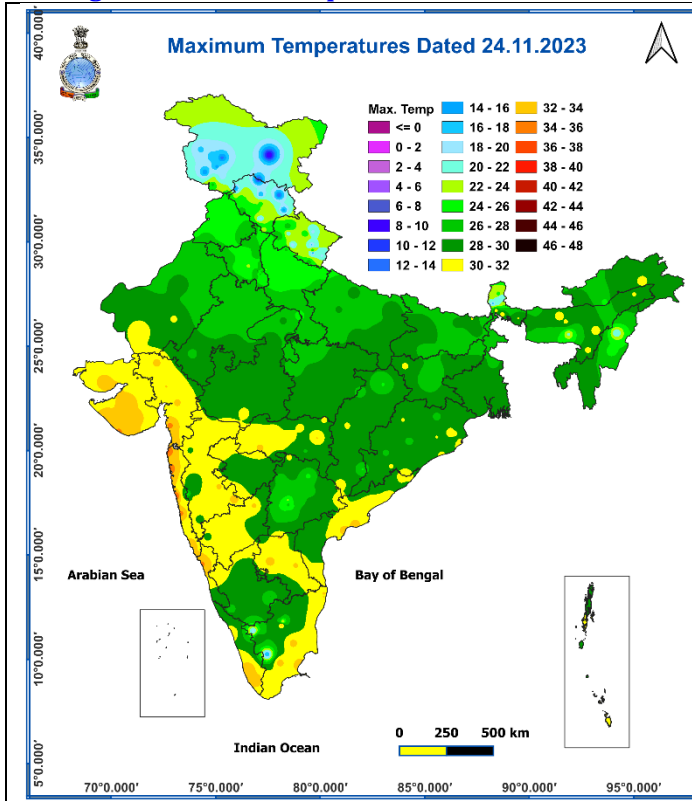 Maximum Temperatures Dated 24.11.2023
Max. Temp
<= 0
0 - 2
2 - 4
4 - 6
6 - 8
8 - 10
10 - 12
12 - 14
14 - 16
16 - 18
18 - 20
20 - 22
22 - 24
24 - 26
26 - 28
28 - 30
30 - 32
32 - 34
34 - 36
36 - 38
38 - 40
40 - 42
42 - 44
44 - 46
46 - 48
40°0.000'
35°0.000'
30°0.000'
25°0.000'
20°0.000'
15°0.000'
10°0.000'
5°0.000'
Arabian Sea
Bay of Bengal
Indian Ocean
0 250 500 km
70°0.000' 75°0.000' 80°0.000' 85°0.000' 90°0.000' 95°0.000'